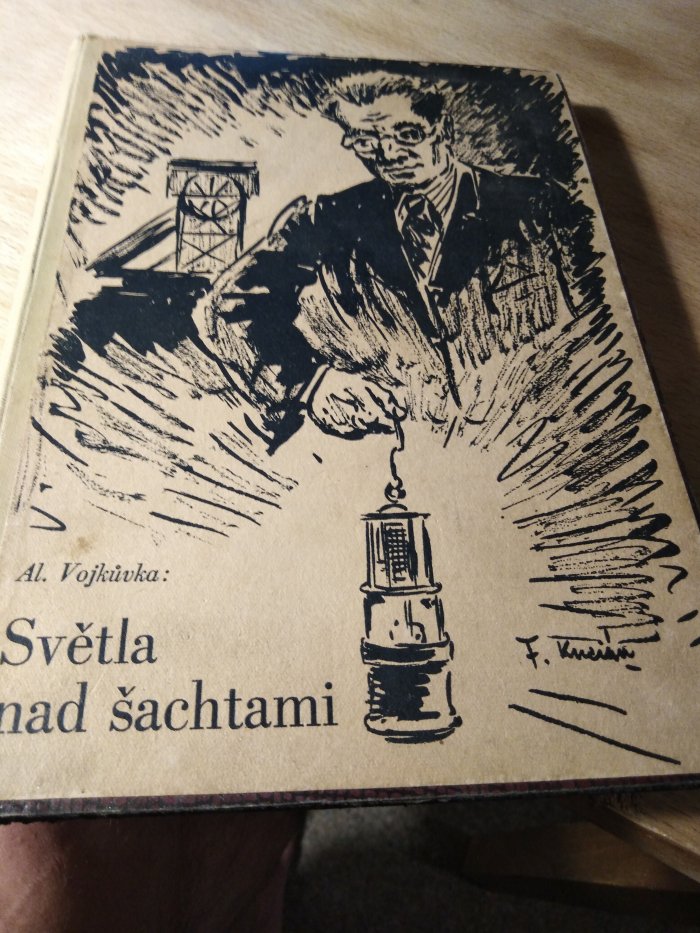 Al. Vojkůvka:
Světla
nad šachtami
F.